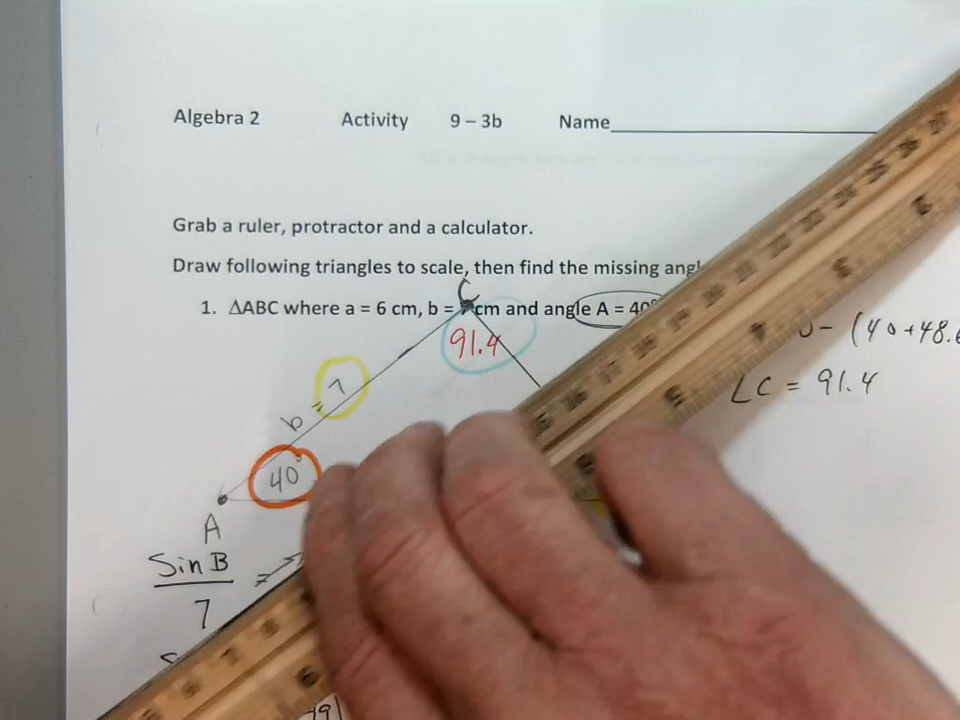 Algebra 2 Activity 9 – 3b Name
Grab a ruler, protractor and a calculator.
Draw following triangles to scale, then find the missing
C
1. ΔABC where a = 6 cm, b = 7 cm and angle A = 40°
91.4
(40+48.
∠C = 91.4
b = 7
40°
A
Sin B
7